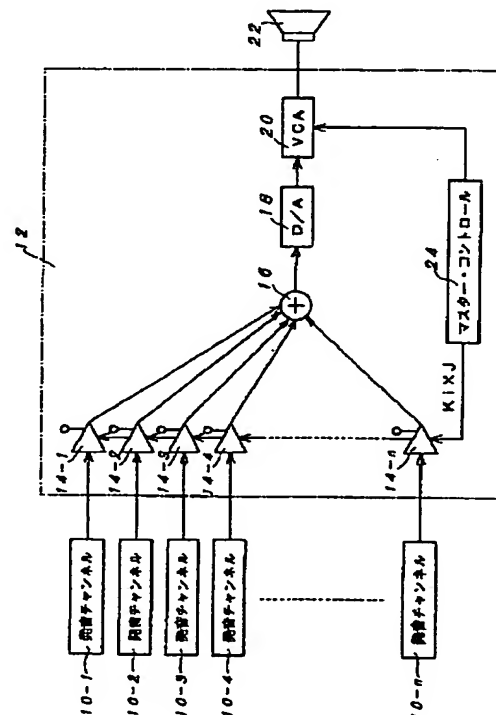 12
10-1
発音チャンネル
14-1
10-2
発音チャンネル
14-2
10-3
発音チャンネル
14-3
10-4
発音チャンネル
14-4
10-n
発音チャンネル
14-n
16
+
18
D/A
20
VCA
22
24
マスター・コントロール
KiXJ